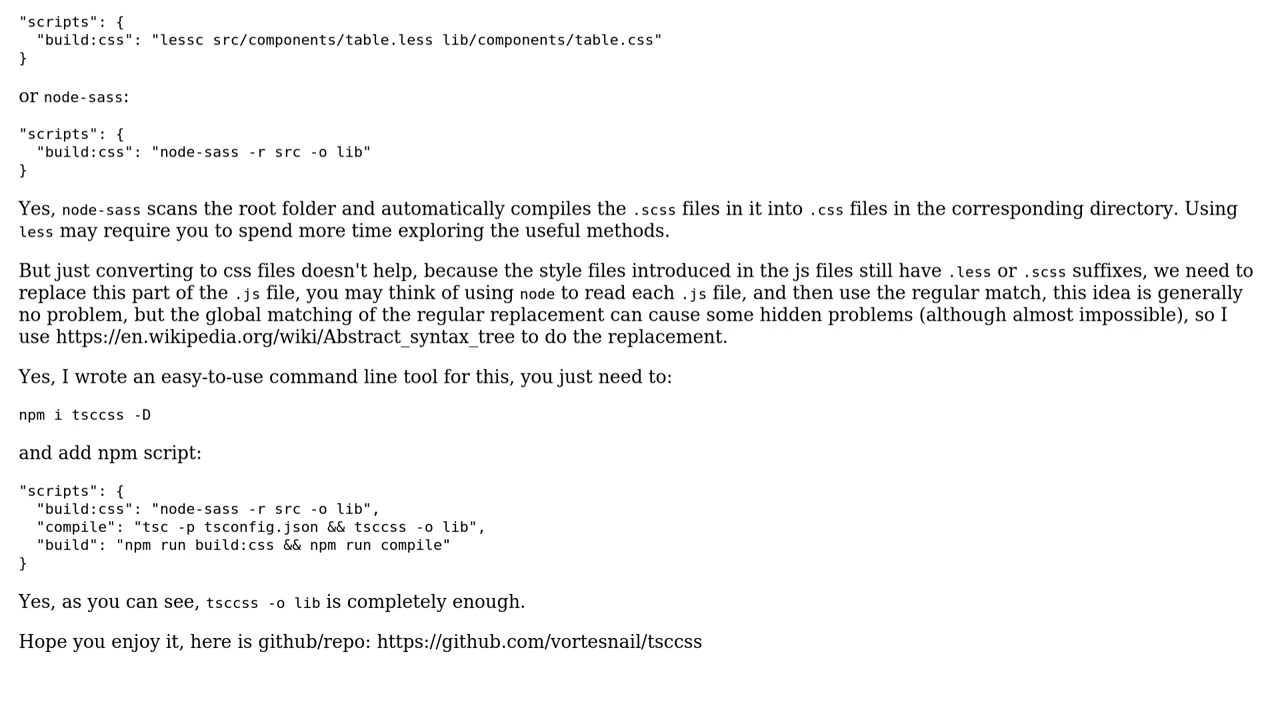 "scripts": {
  "build:css": "lessc src/components/table.less lib/components/table.css"
}
or node-sass:
"scripts": {
  "build:css": "node-sass -r src -o lib"
}
Yes, node-sass scans the root folder and automatically compiles the .scss files in it into .css files in the corresponding directory. Using
less may require you to spend more time exploring the useful methods.
But just converting to css files doesn't help, because the style files introduced in the js files still have .less or .scss suffixes, we need to
replace this part of the .js file, you may think of using node to read each .js file, and then use the regular match, this idea is generally
no problem, but the global matching of the regular replacement can cause some hidden problems (although almost impossible), so I
use https://en.wikipedia.org/wiki/Abstract_syntax_tree to do the replacement.
Yes, I wrote an easy-to-use command line tool for this, you just need to:
npm i tsccss -D
and add npm script:
"scripts": {
  "build:css": "node-sass -r src -o lib",
  "compile": "tsc -p tsconfig.json && tsccss -o lib",
  "build": "npm run build:css && npm run compile"
}
Yes, as you can see, tsccss -o lib is completely enough.
Hope you enjoy it, here is github/repo: https://github.com/vortesnail/tsccss